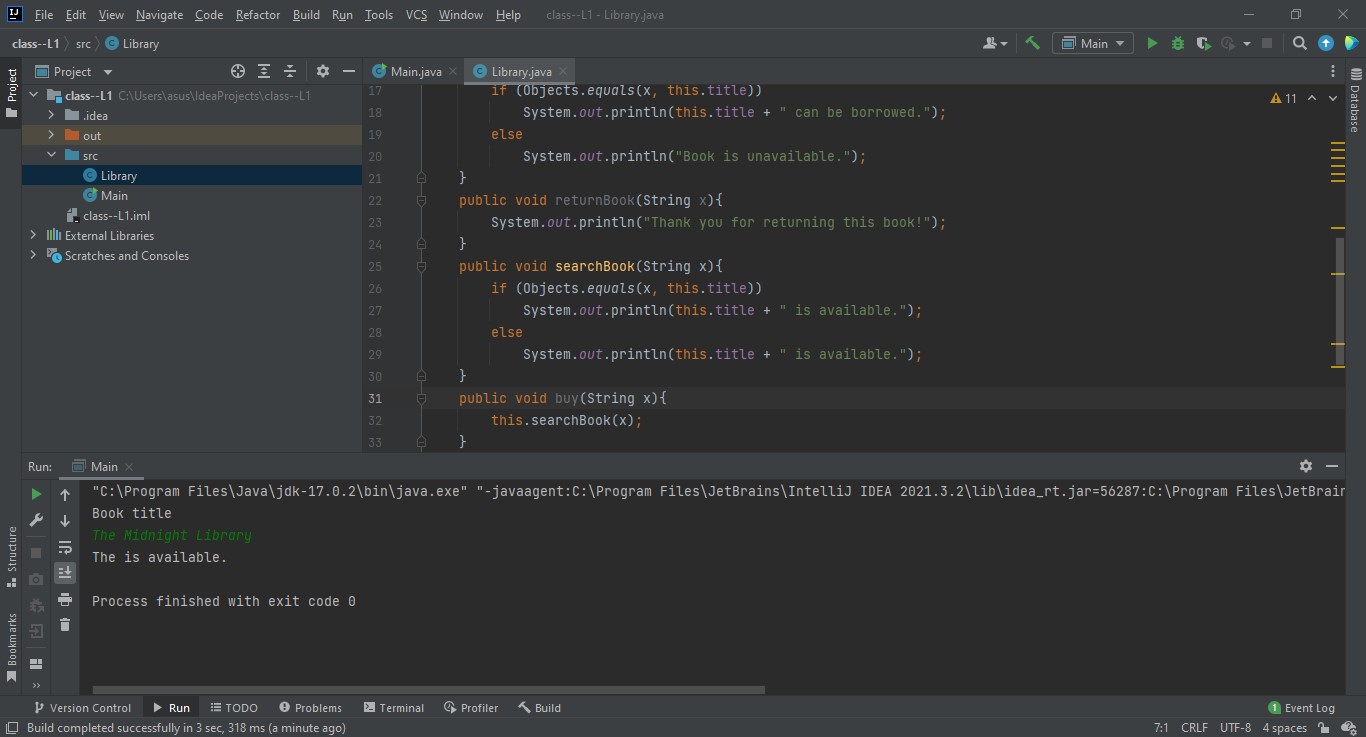 File Edit View Navigate Code Refactor Build Run Tools VCS Window Help class--L1 - Library.java
class--L1 src Library Main
Project
Project
class--L1 C:\Users\asus\IdeaProjects\class--L1
.idea
out
src
Library
Main
class--L1.iml
External Libraries
Scratches and Consoles
Main.java Library.java
11
Database
17 if (Objects.equals(x, this.title))
18 System.out.println(this.title + " can be borrowed.");
19 else
20 System.out.println("Book is unavailable.");
21 }
22 public void returnBook(String x){
23 System.out.println("Thank you for returning this book!");
24 }
25 public void searchBook(String x){
26 if (Objects.equals(x, this.title))
27 System.out.println(this.title + " is available.");
28 else
29 System.out.println(this.title + " is available.");
30 }
31 public void buy(String x){
32 this.searchBook(x);
33 }
Run: Main
"C:\Program Files\Java\jdk-17.0.2\bin\java.exe" "-javaagent:C:\Program Files\JetBrains\IntelliJ IDEA 2021.3.2\lib\idea_rt.jar=56287:C:\Program Files\JetBrain
Book title
The Midnight Library
The is available.
Process finished with exit code 0
Structure
Bookmarks
Version Control Run TODO Problems Terminal Profiler Build 1 Event Log
Build completed successfully in 3 sec, 318 ms (a minute ago) 7:1 CRLF UTF-8 4 spaces